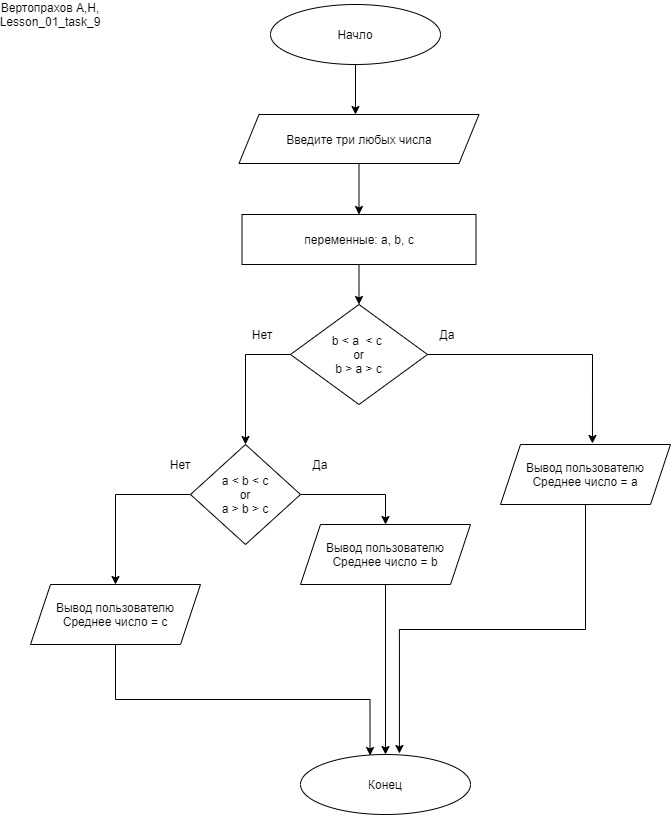 Вертопрахов А,Н,
Lesson_01_task_9
Начло
Введите три любых числа
переменные: a, b, c
Нет
Да
b < a  < c
or
b > a > c
Нет
Да
a < b < c
or
a > b > c
Вывод пользователю
Среднее число = a
Вывод пользователю
Среднее число = b
Вывод пользователю
Среднее число = c
Конец